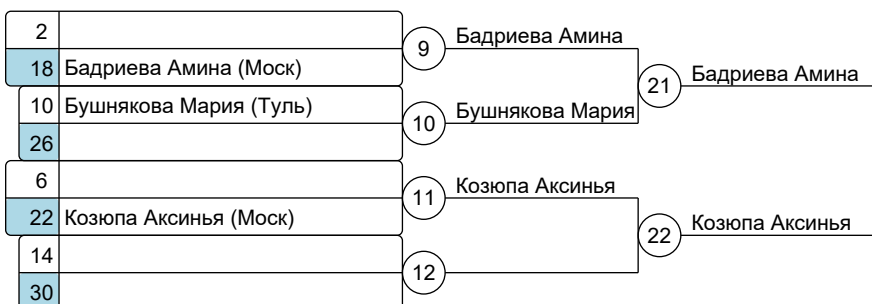 2
9
Бадриева Амина
18 Бадриева Амина (Моск)
21
Бадриева Амина
10 Бушнякова Мария (Туль)
10
Бушнякова Мария
26
6
11
Козюпа Аксинья
22 Козюпа Аксинья (Моск)
22
Козюпа Аксинья
14
12
30